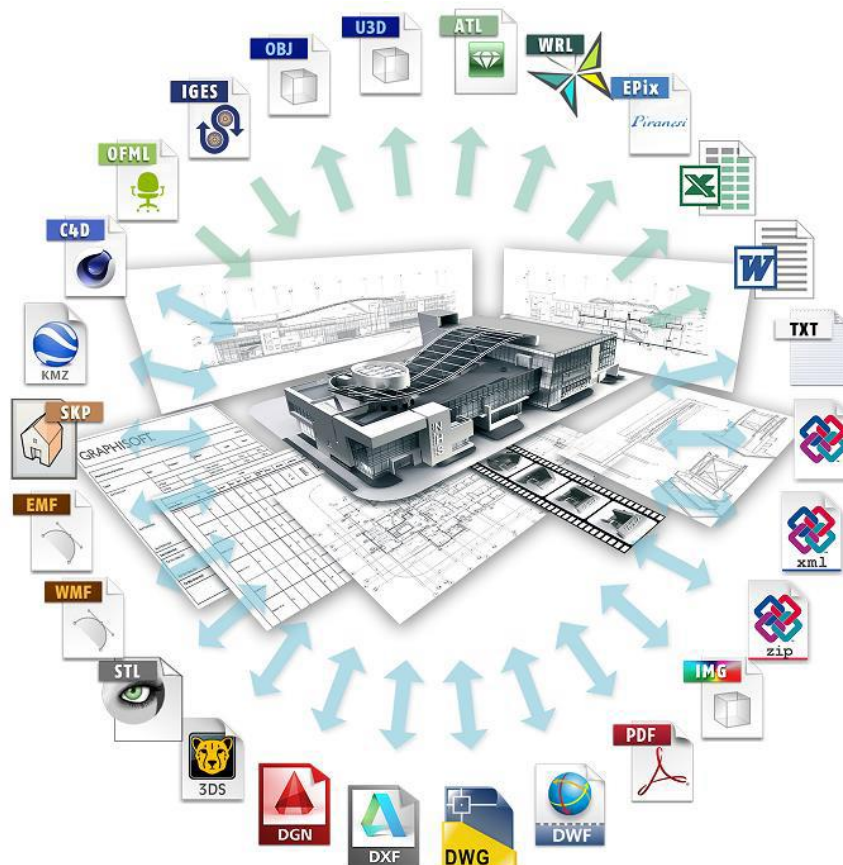 U3D
ATL
OBJ
WRL
IGES
EPix
Piranesi
OFML
X
C4D
W
KMZ
TXT
SKP
GRAPHISOFT
INHUS
EMF
xml
WMF
zip
STL
IMG
3DS
PDF
DGN
DXF
DWG
DWF